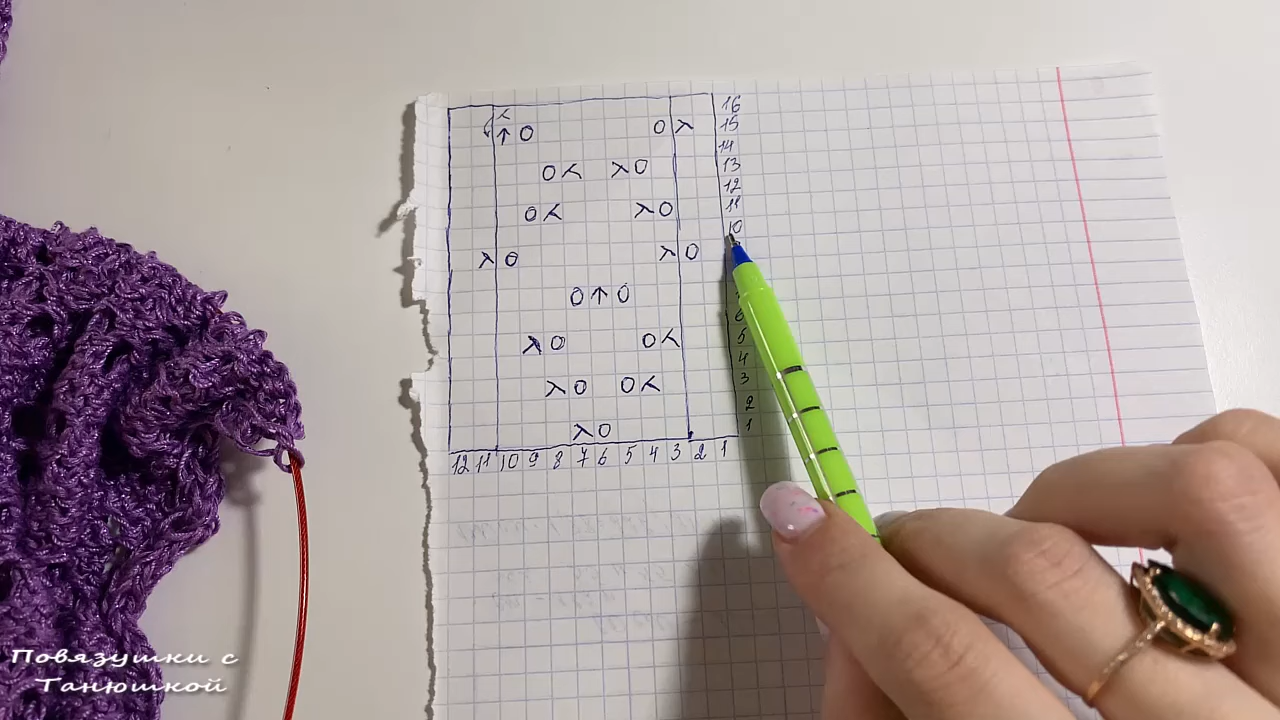 16
< 
↑ O O λ 15
14
O < λ O 13
12
O < λ O 11
10
λ O λ O
O ↑ O
6
λ O O < 5
4
λ O O < 3
2
λ O 1
12 11 10 9 8 7 6 5 4 3 2 1
Повязушки с
Танюшкой